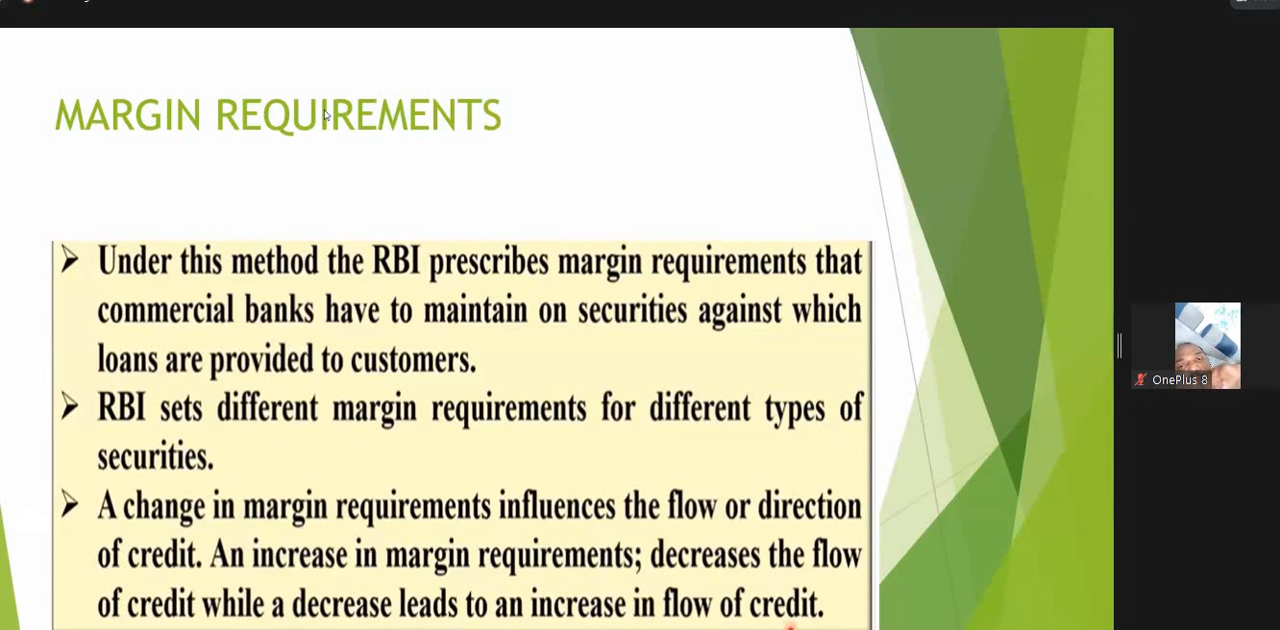 MARGIN REQUIREMENTS
➤ Under this method the RBI prescribes margin requirements that
commercial banks have to maintain on securities against which
loans are provided to customers.
➤ RBI sets different margin requirements for different types of
securities.
➤ A change in margin requirements influences the flow or direction
of credit. An increase in margin requirements; decreases the flow
of credit while a decrease leads to an increase in flow of credit.
OnePlus 8